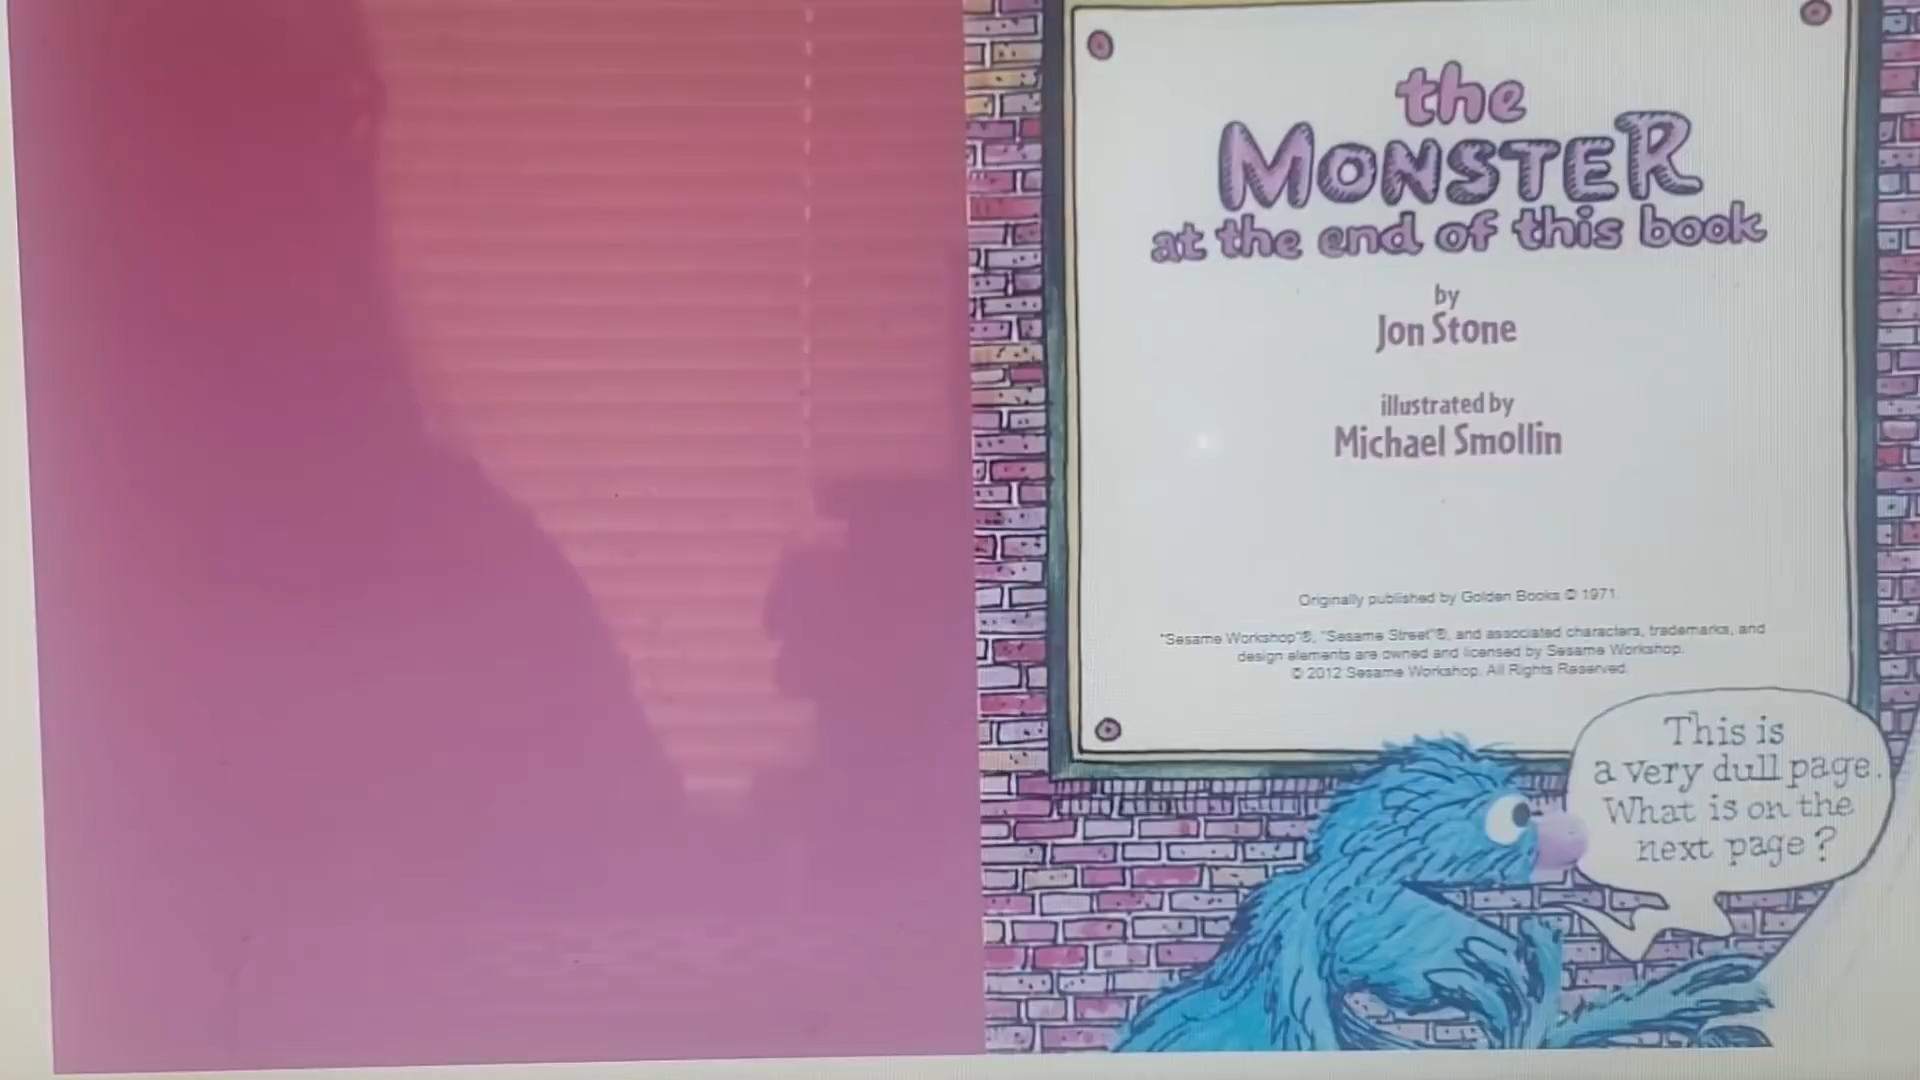 the
MONSTER
at the end of this book
by
Jon Stone
illustrated by
Michael Smollin
Originally published by Golden Books © 1971
"Sesame Workshop"®, "Sesame Street"®, and associated characters, trademarks, and
design elements are owned and licensed by Sesame Workshop.
© 2012 Sesame Workshop. All Rights Reserved.
This is
a very dull page.
What is on the
next page?